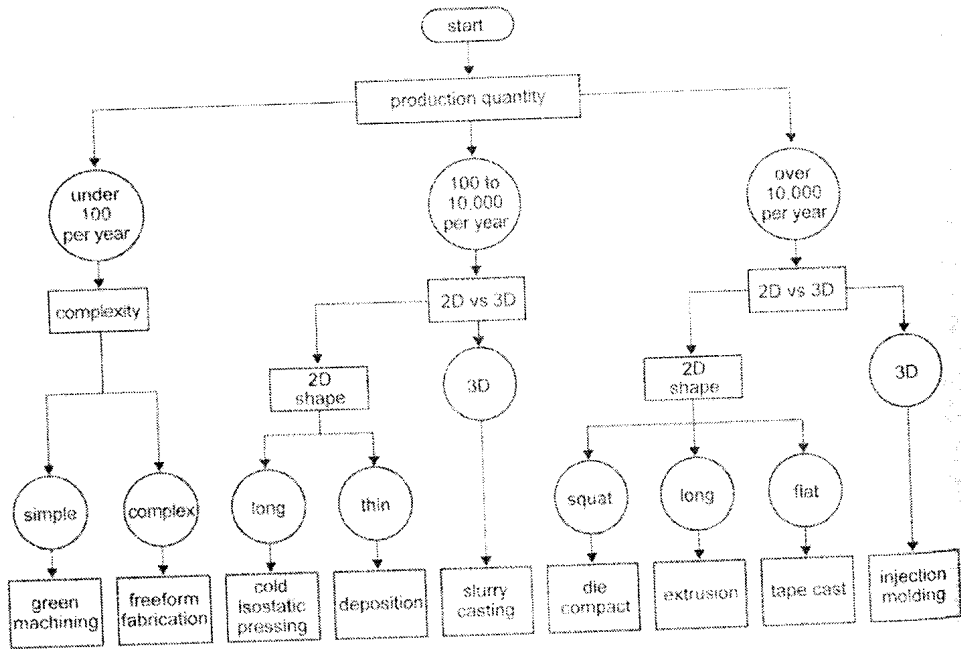 start
production quantity
under
100
per year
100 to
10,000
per year
over
10,000
per year
complexity
2D vs 3D
2D vs 3D
2D
shape
3D
2D
shape
3D
simple
complex
long
thin
squat
long
flat
green
machining
freeform
fabrication
cold
isostatic
pressing
deposition
slurry
casting
die
compact
extrusion
tape cast
injection
molding